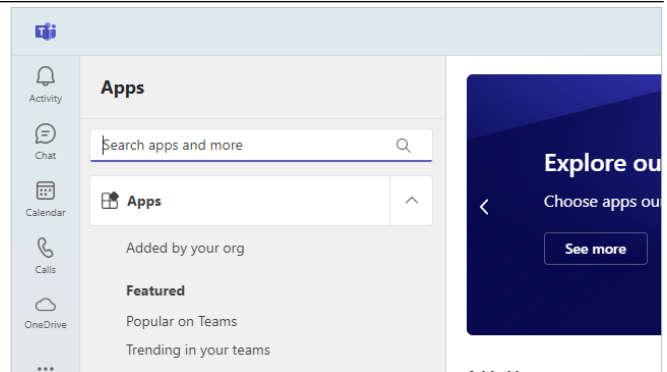 Activity
Chat
Calendar
Calls
OneDrive
Apps
Search apps and more
Apps
Added by your org
Featured
Popular on Teams
Trending in your teams
Explore ou
Choose apps ou
See more